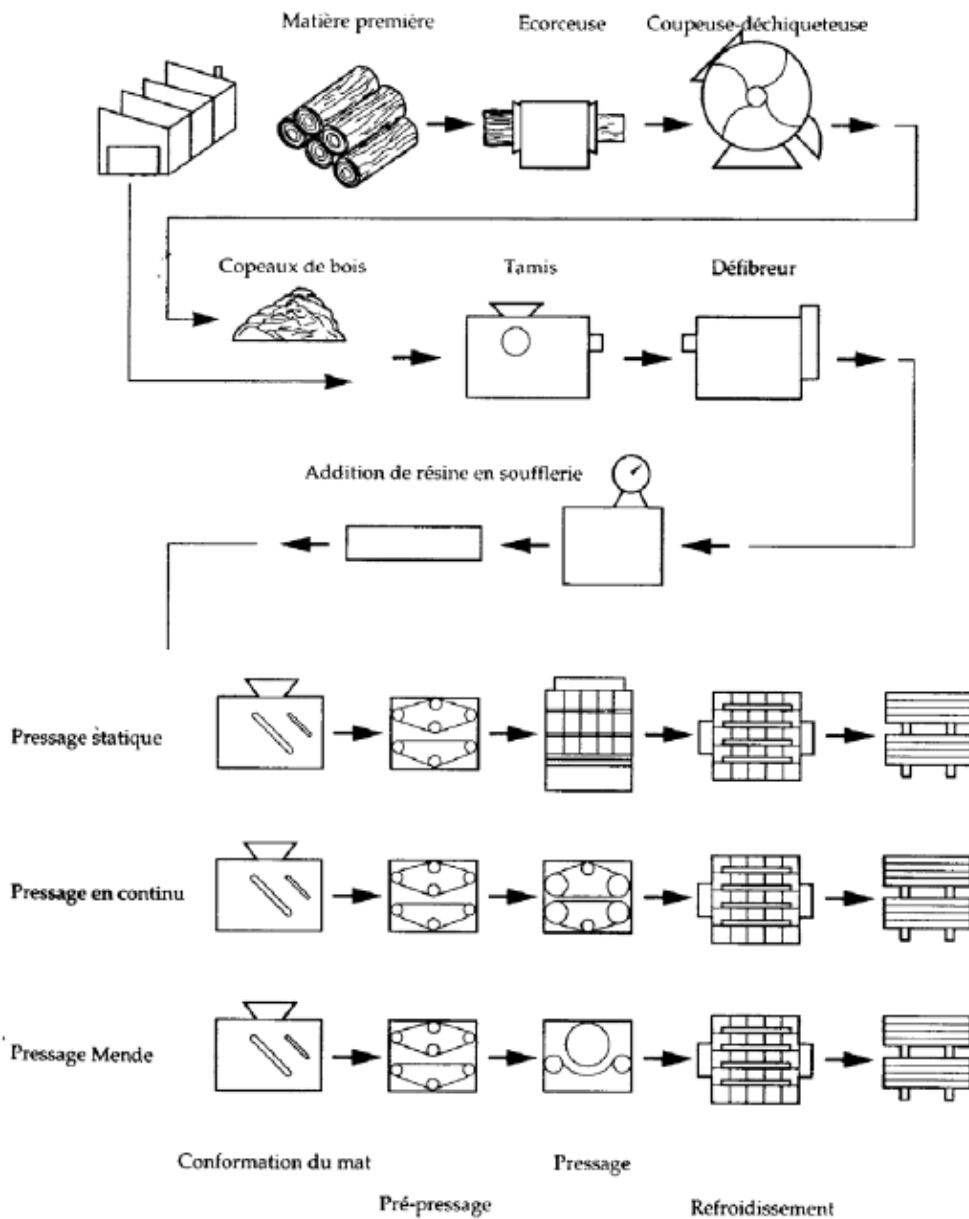 Matière première
Ecorceuse
Coupeuse-déchiqueteuse
Copeaux de bois
Tamis
Défibreur
Addition de résine en soufflerie
Pressage statique
Pressage en continu
Pressage Mende
Conformation du mat
Pressage
Pré-pressage
Refroidissement